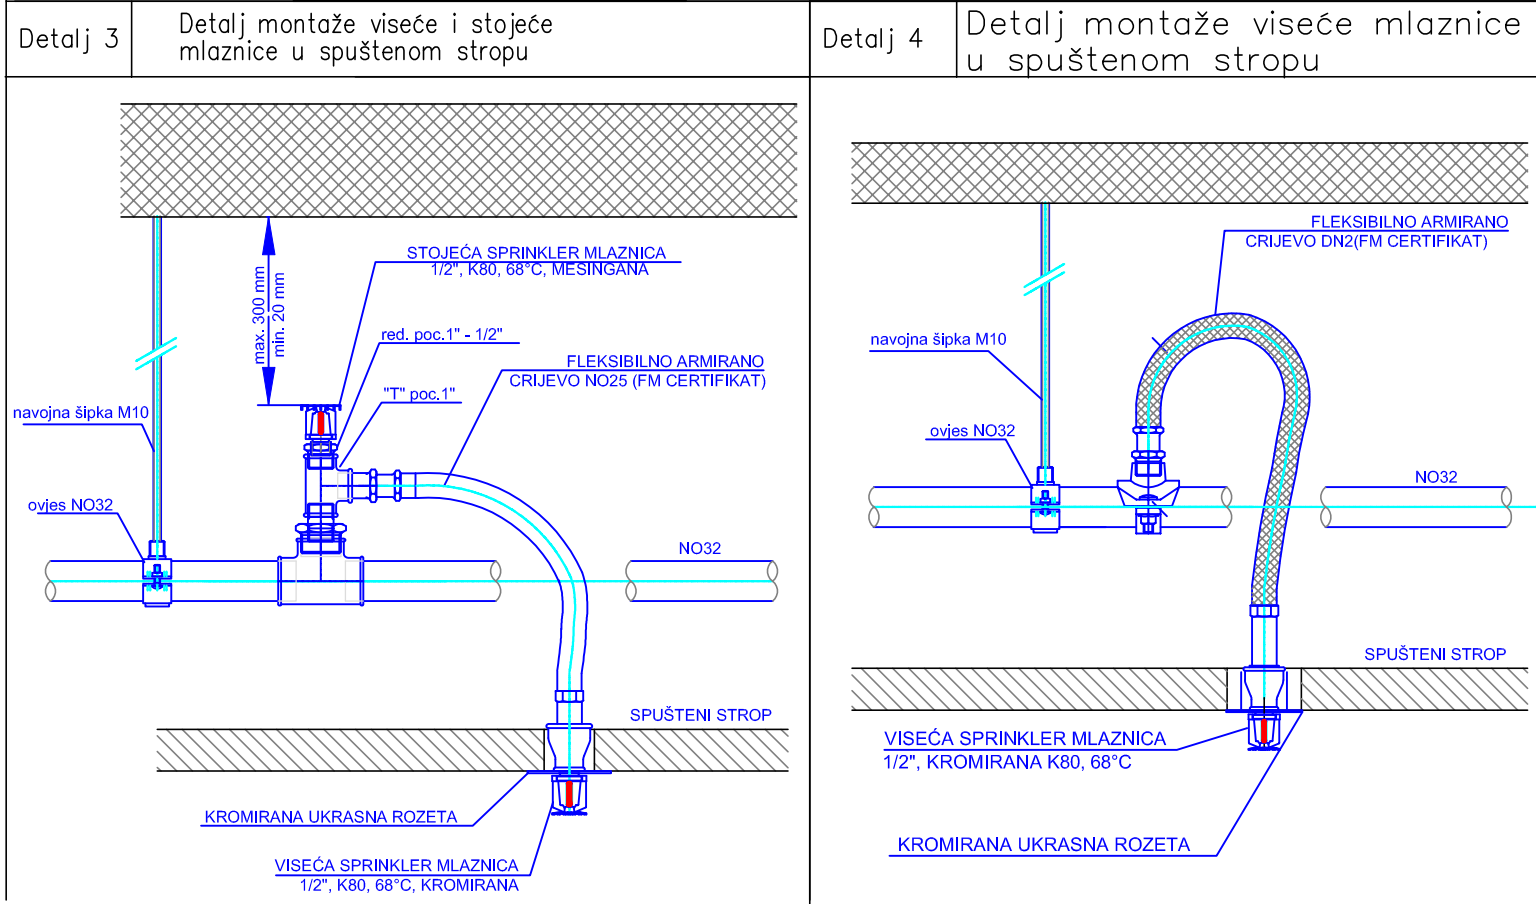 Detalj 3
Detalj montaže viseće i stojeće
mlaznice u spuštenom stropu
max. 300 mm
min. 20 mm
STOJEĆA SPRINKLER MLAZNICA
1/2", K80, 68°C, MESINGANA
red. poc.1" - 1/2"
FLEKSIBILNO ARMIRANO
CRIJEVO NO25 (FM CERTIFIKAT)
"T" poc.1"
navojna šipka M10
ovjes NO32
NO32
SPUŠTENI STROP
KROMIRANA UKRASNA ROZETA
VISEĆA SPRINKLER MLAZNICA
1/2", K80, 68°C, KROMIRANA
Detalj 4
Detalj montaže viseće mlaznice
u spuštenom stropu
FLEKSIBILNO ARMIRANO
CRIJEVO DN2(FM CERTIFIKAT)
navojna šipka M10
ovjes NO32
NO32
SPUŠTENI STROP
VISEĆA SPRINKLER MLAZNICA
1/2", KROMIRANA K80, 68°C
KROMIRANA UKRASNA ROZETA